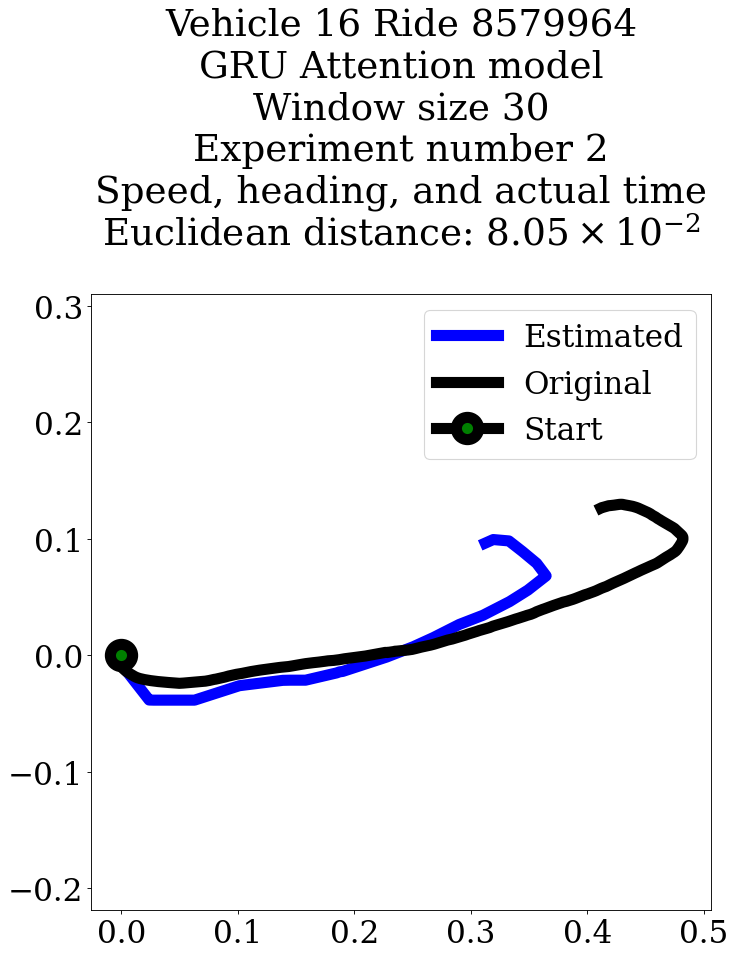 Vehicle 16 Ride 8579964
GRU Attention model
Window size 30
Experiment number 2
Speed, heading, and actual time
Euclidean distance: 8.05 × 10⁻²
0.3
0.2
0.1
0.0
−0.1
−0.2
Estimated
Original
Start
0.0 0.1 0.2 0.3 0.4 0.5